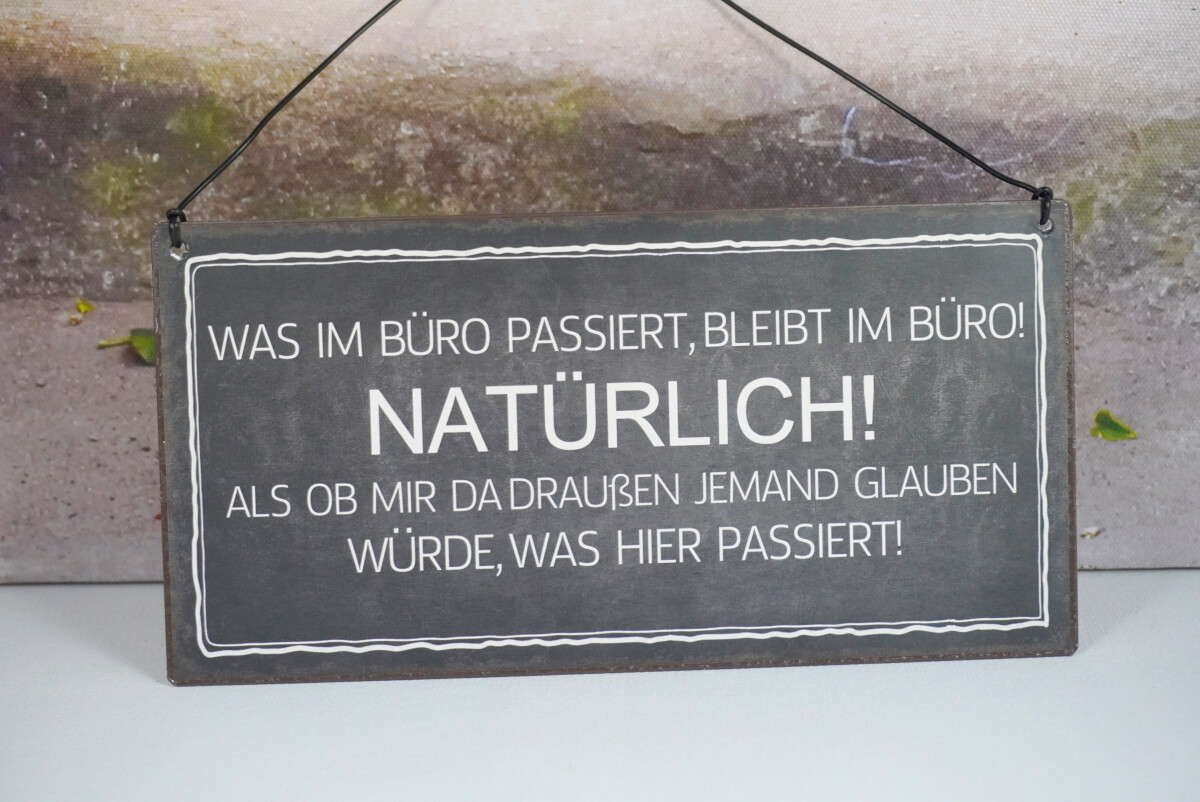 WAS IM BÜRO PASSIERT, BLEIBT IM BÜRO!
NATÜRLICH!
ALS OB MIR DA DRAUßEN JEMAND GLAUBEN
WÜRDE, WAS HIER PASSIERT!